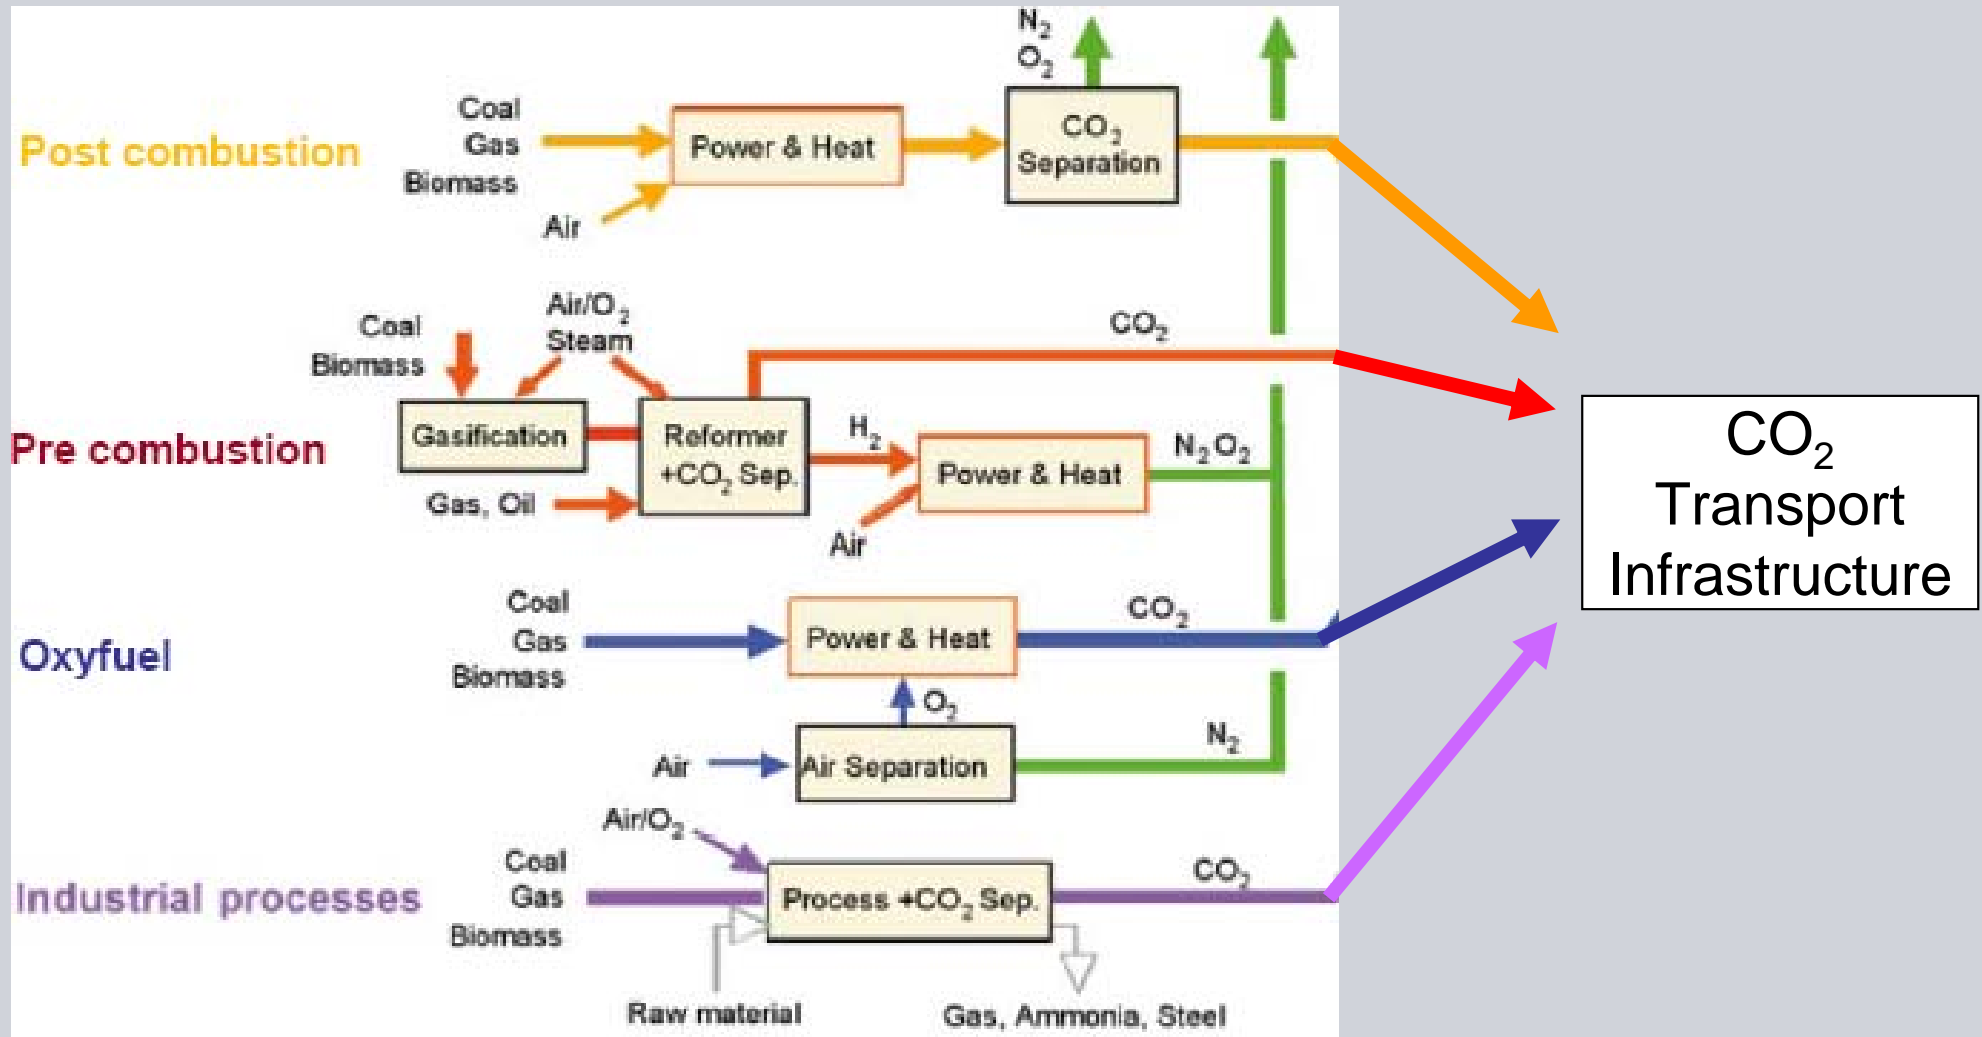 N₂
O₂
Post combustion
Coal
Gas
Biomass
Air
Power & Heat
CO₂
Separation
Pre combustion
Coal
Biomass
Air/O₂
Steam
Gasification
Gas, Oil
Reformer
+CO₂ Sep.
H₂
Air
Power & Heat
N₂O₂
CO₂
Oxyfuel
Coal
Gas
Biomass
Power & Heat
CO₂
O₂
Air
Air Separation
N₂
Industrial processes
Air/O₂
Coal
Gas
Biomass
Process +CO₂ Sep.
CO₂
Raw material
Gas, Ammonia, Steel
CO₂
Transport
Infrastructure